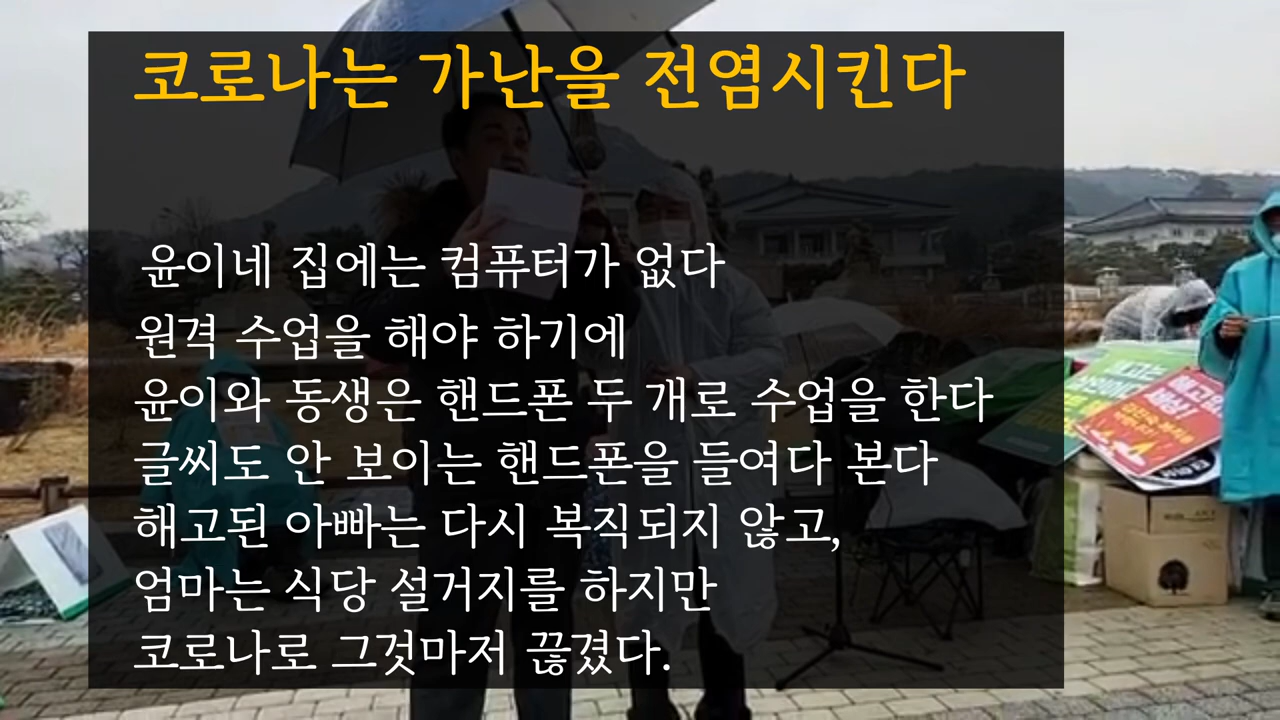 코로나는 가난을 전염시킨다
윤이네 집에는 컴퓨터가 없다
원격 수업을 해야 하기에
윤이와 동생은 핸드폰 두 개로 수업을 한다
글씨도 안 보이는 핸드폰을 들여다 본다
해고된 아빠는 다시 복직되지 않고,
엄마는 식당 설거지를 하지만
코로나로 그것마저 끊겼다.